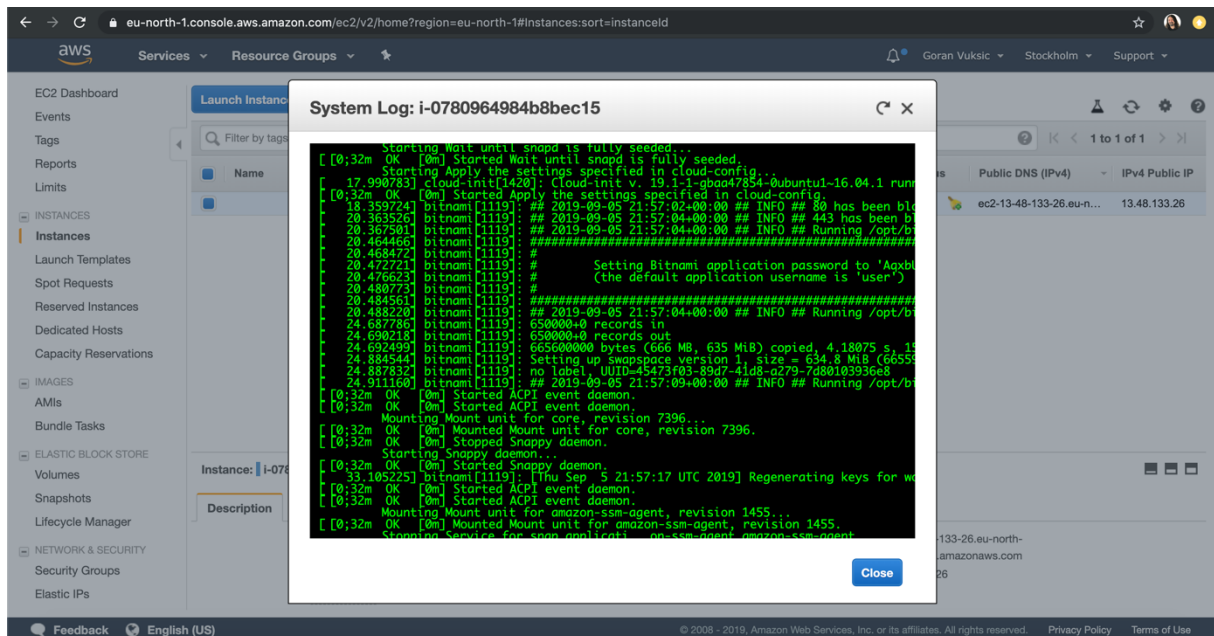 eu-north-1.console.aws.amazon.com/ec2/v2/home?region=eu-north-1#Instances:sort=instanceId
aws
Services
Resource Groups
Goran Vuksic
Stockholm
Support
EC2 Dashboard
Events
Tags
Reports
Limits
INSTANCES
Instances
Launch Templates
Spot Requests
Reserved Instances
Dedicated Hosts
Capacity Reservations
IMAGES
AMIs
Bundle Tasks
ELASTIC BLOCK STORE
Volumes
Snapshots
Lifecycle Manager
NETWORK & SECURITY
Security Groups
Elastic IPs
Launch Instanc
Filter by tags
1 to 1 of 1
Name
us
Public DNS (IPv4)
IPv4 Public IP
ec2-13-48-133-26.eu-n...
13.48.133.26
System Log: i-0780964984b8bec15
Starting Wait until snapd is fully seeded...
[ [0;32m OK [0m] Started Wait until snapd is fully seeded.
Starting Apply the settings specified in cloud-config...
[ 17.990783] cloud-init[1420]: Cloud-init v. 19.1-1-gbaa47854-0ubuntu1~16.04.1 runn
[ [0;32m OK [0m] Started Apply the settings specified in cloud-config.
[ 18.359724] bitnami[1119]: ## 2019-09-05 21:57:02+00:00 ## INFO ## 80 has been blo
[ 20.363526] bitnami[1119]: ## 2019-09-05 21:57:04+00:00 ## INFO ## 443 has been bl
[ 20.367501] bitnami[1119]: ## 2019-09-05 21:57:04+00:00 ## INFO ## Running /opt/bi
[ 20.464466] bitnami[1119]: ##################################################
[ 20.468472] bitnami[1119]: #
[ 20.472721] bitnami[1119]: # Setting Bitnami application password to 'AqxbU
[ 20.476623] bitnami[1119]: # (the default application username is 'user')
[ 20.480773] bitnami[1119]: #
[ 20.484561] bitnami[1119]: ##################################################
[ 20.488220] bitnami[1119]: ## 2019-09-05 21:57:04+00:00 ## INFO ## Running /opt/bi
[ 24.687786] bitnami[1119]: 650000+0 records in
[ 24.690218] bitnami[1119]: 650000+0 records out
[ 24.692499] bitnami[1119]: 665600000 bytes (666 MB, 635 MiB) copied, 4.18075 s, 15
[ 24.884544] bitnami[1119]: Setting up swapspace version 1, size = 634.8 MiB (66559
[ 24.887832] bitnami[1119]: no label, UUID=45473f03-89d7-41d8-a279-7d80103936e8
[ 24.911160] bitnami[1119]: ## 2019-09-05 21:57:09+00:00 ## INFO ## Running /opt/bi
[ [0;32m OK [0m] Started ACPI event daemon.
[ [0;32m OK [0m] Started ACPI event daemon.
Mounting Mount unit for core, revision 7396...
[ [0;32m OK [0m] Mounted Mount unit for core, revision 7396.
[ [0;32m OK [0m] Stopped Snappy daemon.
Starting Snappy daemon...
[ [0;32m OK [0m] Started Snappy daemon.
[ 33.105225] bitnami[1119]: [Thu Sep 5 21:57:17 UTC 2019] Regenerating keys for wo
[ [0;32m OK [0m] Started ACPI event daemon.
[ [0;32m OK [0m] Started ACPI event daemon.
Mounting Mount unit for amazon-ssm-agent, revision 1455...
[ [0;32m OK [0m] Mounted Mount unit for amazon-ssm-agent, revision 1455.
Stopping Service for snap applicati...on-ssm-agent.amazon-ssm-agent
Close
Instance: i-078
Description
-133-26.eu-north-
.amazonaws.com
26
Feedback
English (US)
© 2008 - 2019, Amazon Web Services, Inc. or its affiliates. All rights reserved.
Privacy Policy
Terms of Use